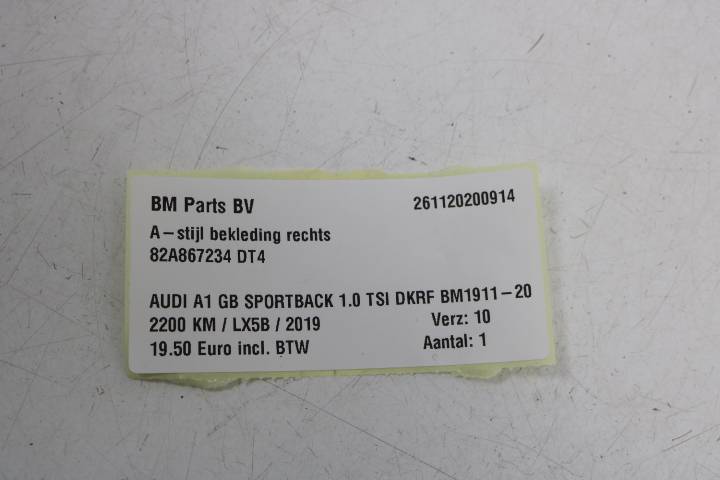 BM Parts BV 261120200914
A-stijl bekleding rechts
82A867234 DT4
AUDI A1 GB SPORTBACK 1.0 TSI DKRF BM1911-20
2200 KM / LX5B / 2019 Verz: 10
19.50 Euro incl. BTW Aantal: 1